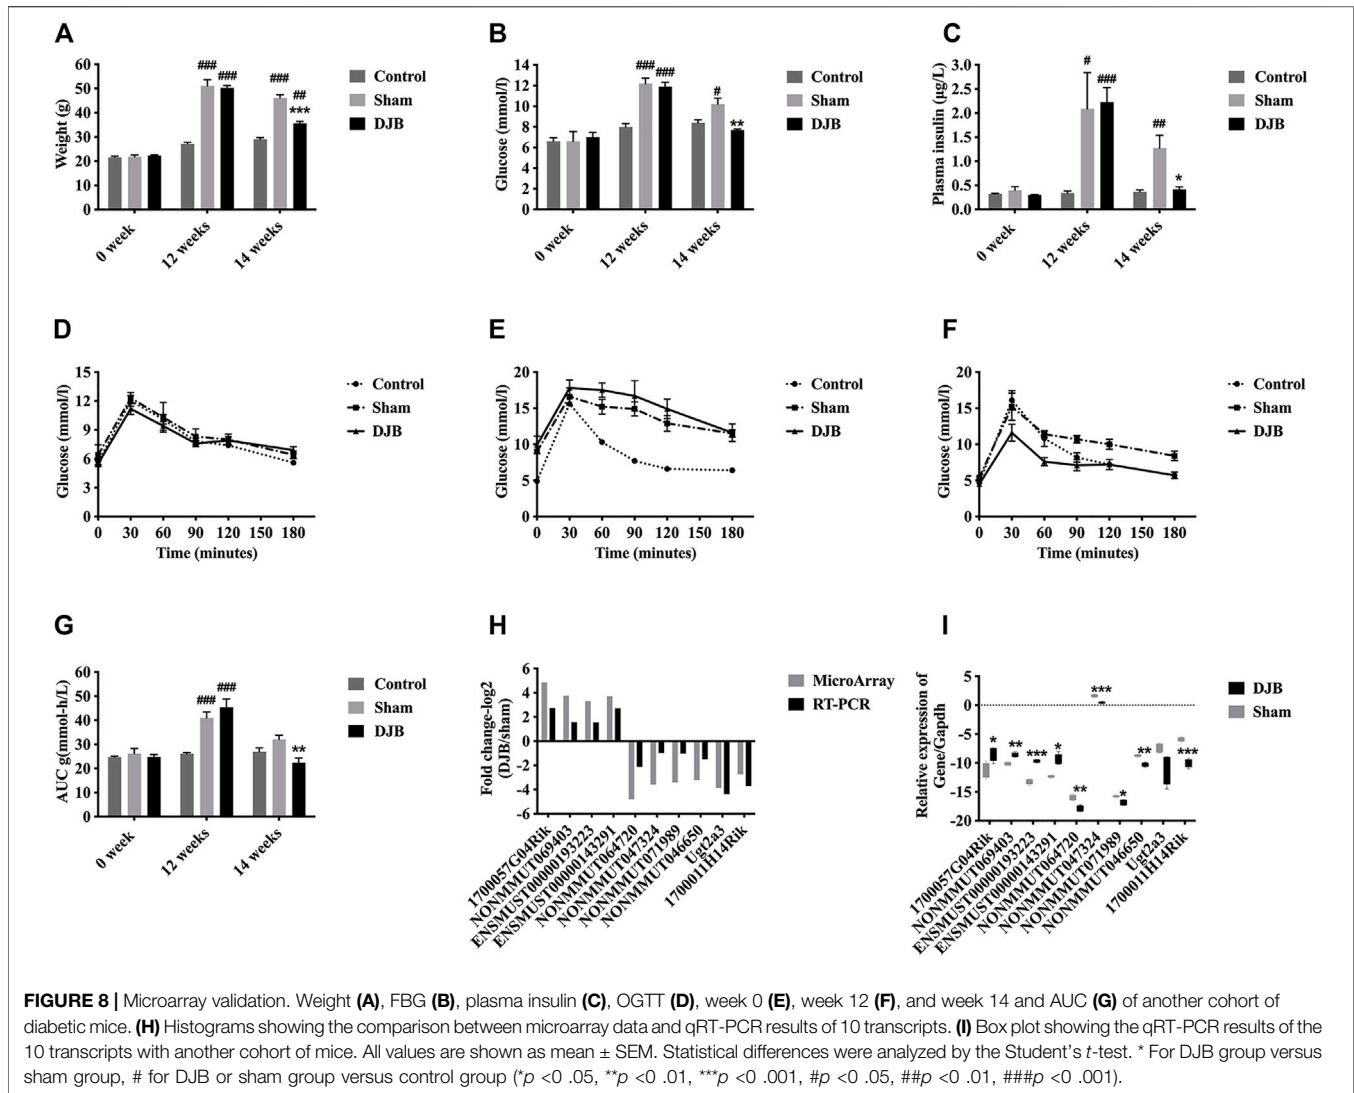 A
###
###
###
##
***
Weight (g)
60
50
40
30
20
10
0
0 week
12 weeks
14 weeks
Control
Sham
DJB
B
###
###
#
**
Glucose (mmol/l)
14
12
10
8
6
4
2
0
0 week
12 weeks
14 weeks
Control
Sham
DJB
C
#
###
##
*
Plasma insulin (µg/L)
3.0
2.5
2.0
1.5
1.0
0.5
0.0
0 week
12 weeks
14 weeks
Control
Sham
DJB
D
Glucose (mmol/l)
15
12
9
6
3
0
0 30 60 90 120 150 180
Time (minutes)
Control
Sham
DJB
E
Glucose (mmol/l)
20
15
10
5
0
0 30 60 90 120 150 180
Time (minutes)
Control
Sham
DJB
F
Glucose (mmol/l)
20
15
10
5
0
0 30 60 90 120 150 180
Time (minutes)
Control
Sham
DJB
G
###
###
**
AUC g(mmol-h/L)
60
50
40
30
20
10
0
0 week
12 weeks
14 weeks
Control
Sham
DJB
H
Fold change-log2
(DJB/sham)
6
4
2
0
-2
-4
-6
1700057G04Rik
NONMMUT069403
ENSMUST00000193223
ENSMUST00000143291
NONMMUT064720
NONMMUT047324
NONMMUT071989
NONMMUT046650
Ugt2a3
1700011H14Rik
MicroArray
RT-PCR
I
Relative expression of
Gene/Gapdh
5
0
-5
-10
-15
-20
*
**
***
*
**
***
*
**
***
1700057G04Rik
NONMMUT069403
ENSMUST00000193223
ENSMUST00000143291
NONMMUT064720
NONMMUT047324
NONMMUT071989
NONMMUT046650
Ugt2a3
1700011H14Rik
DJB
Sham
FIGURE 8 | Microarray validation. Weight (A), FBG (B), plasma insulin (C), OGTT (D), week 0 (E), week 12 (F), and week 14 and AUC (G) of another cohort of
diabetic mice. (H) Histograms showing the comparison between microarray data and qRT-PCR results of 10 transcripts. (I) Box plot showing the qRT-PCR results of the
10 transcripts with another cohort of mice. All values are shown as mean ± SEM. Statistical differences were analyzed by the Student's t-test. * For DJB group versus
sham group, # for DJB or sham group versus control group (*p <0 .05, **p <0 .01, ***p <0 .001, #p <0 .05, ##p <0 .01, ###p <0 .001).